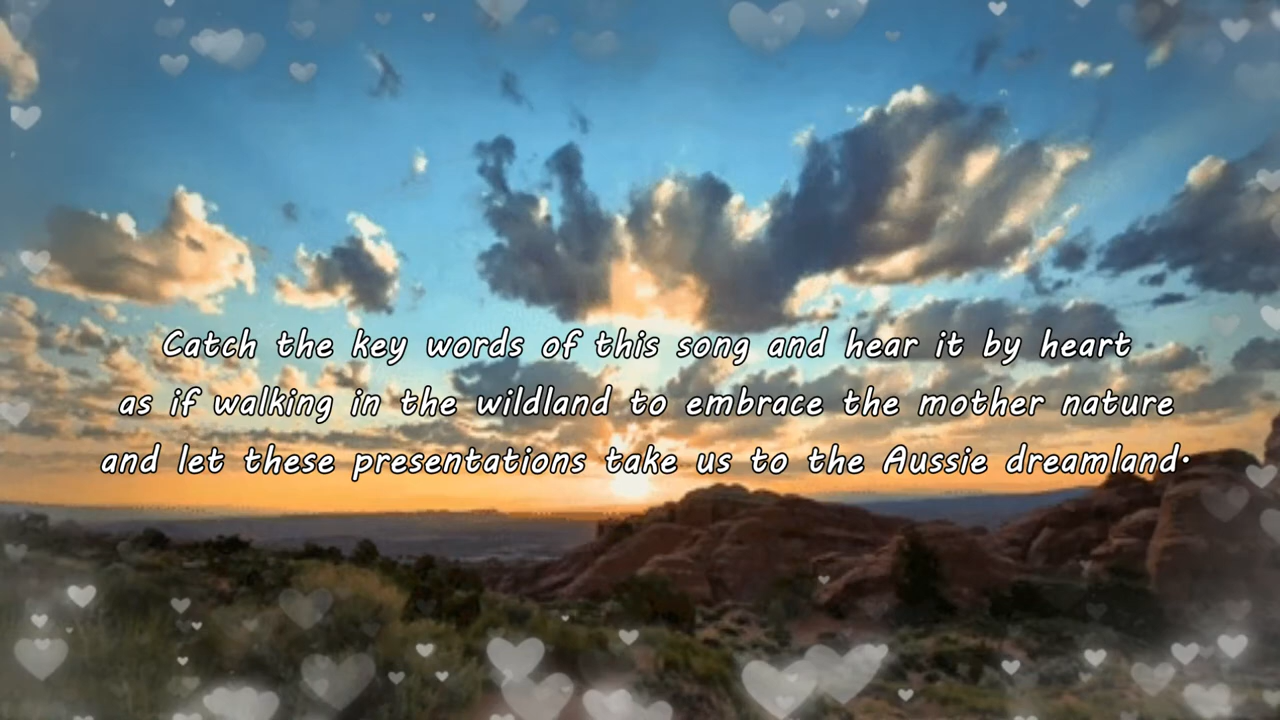 Catch the key words of this song and hear it by heart
as if walking in the wildland to embrace the mother nature
and let these presentations take us to the Aussie dreamland.